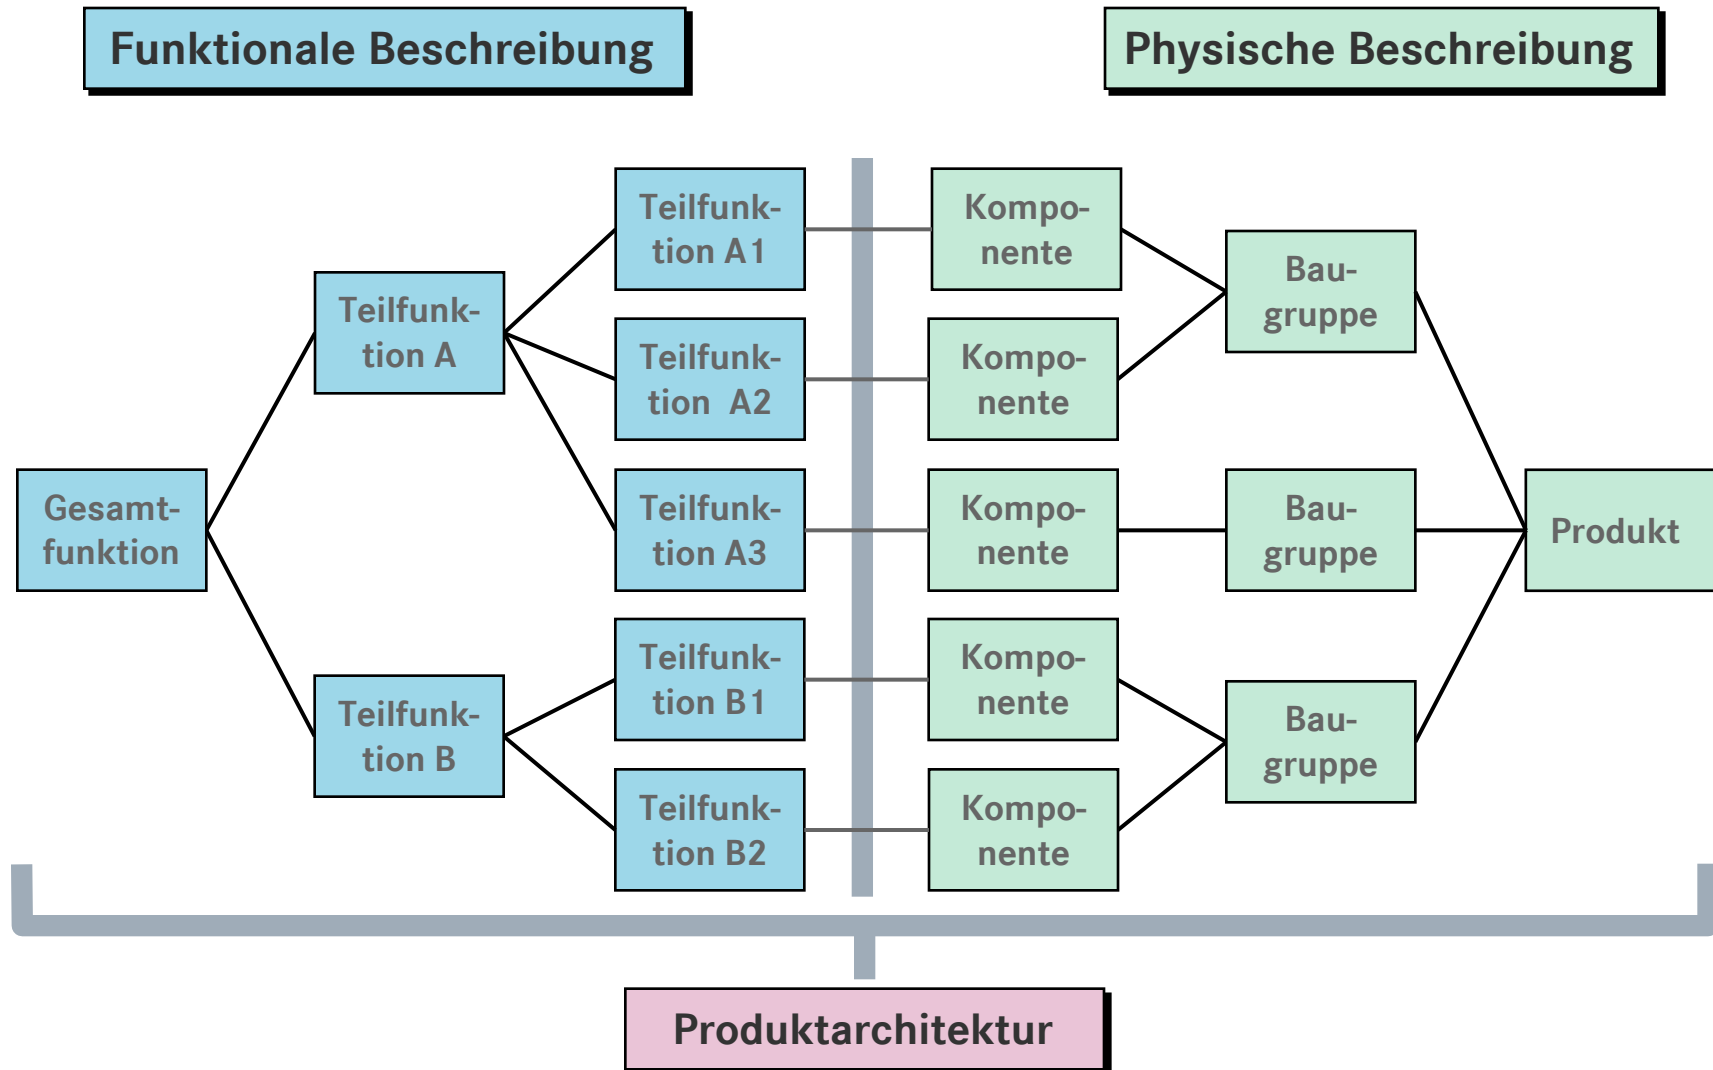 Funktionale Beschreibung
Physische Beschreibung
Teilfunk-
tion A1
Kompo-
nente
Bau-
gruppe
Teilfunk-
tion A
Teilfunk-
tion  A2
Kompo-
nente
Gesamt-
funktion
Teilfunk-
tion A3
Kompo-
nente
Bau-
gruppe
Produkt
Teilfunk-
tion B1
Kompo-
nente
Teilfunk-
tion B
Bau-
gruppe
Teilfunk-
tion B2
Kompo-
nente
Produktarchitektur